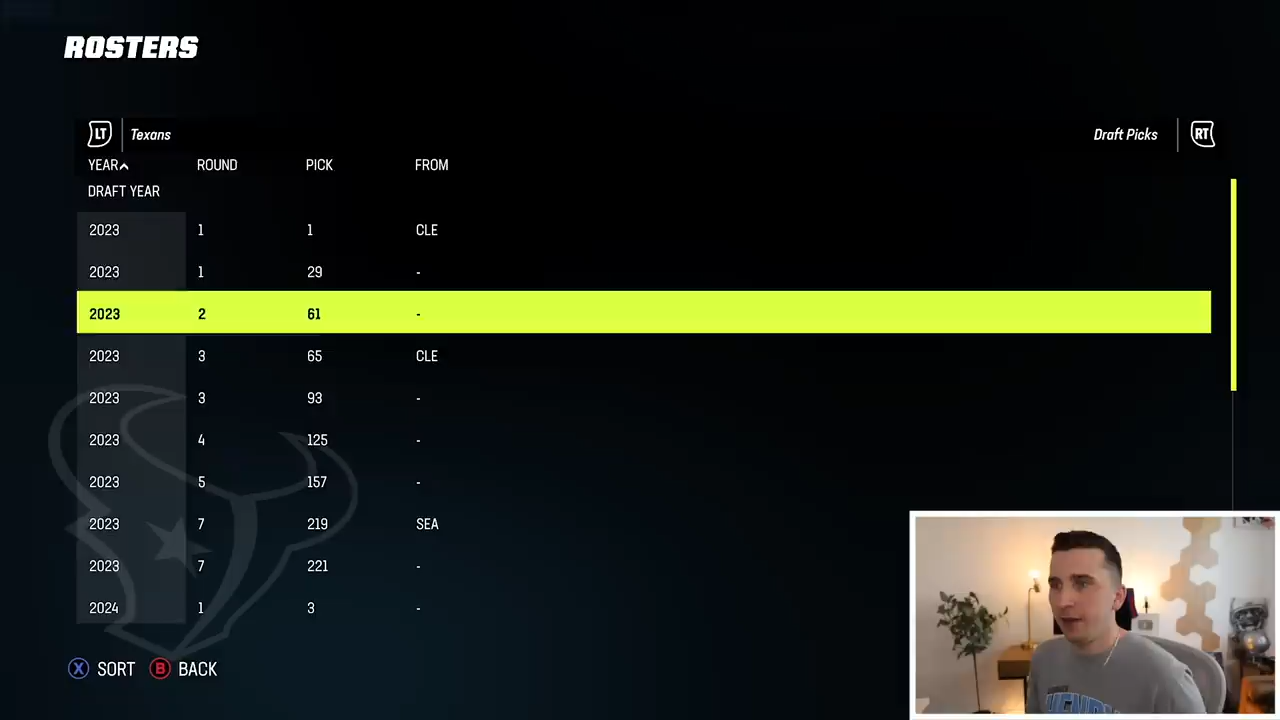 ROSTERS
LT Texans Draft Picks RT
YEAR ROUND PICK FROM
DRAFT YEAR
2023 1 1 CLE
2023 1 29 -
2023 2 61 -
2023 3 65 CLE
2023 3 93 -
2023 4 125 -
2023 5 157 -
2023 7 219 SEA
2023 7 221 -
2024 1 3 -
X SORT B BACK